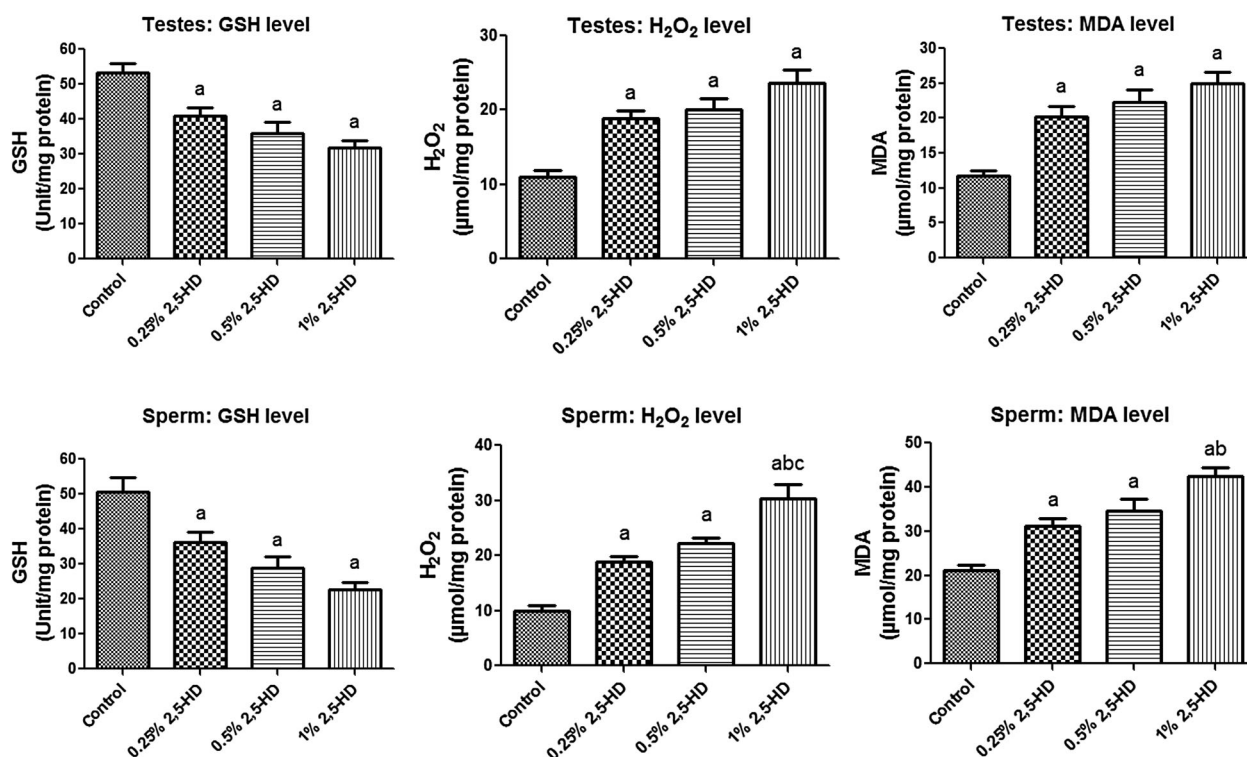 Testes: GSH level
GSH
(Unit/mg protein)
60
50
40
30
20
10
0
a
a
a
Control
0.25% 2,5-HD
0.5% 2,5-HD
1% 2,5-HD
Testes: H₂O₂ level
H₂O₂
(µmol/mg protein)
30
20
10
0
a
a
a
Control
0.25% 2,5-HD
0.5% 2,5-HD
1% 2,5-HD
Testes: MDA level
MDA
(µmol/mg protein)
30
25
20
15
10
5
0
a
a
a
Control
0.25% 2,5-HD
0.5% 2,5-HD
1% 2,5-HD
Sperm: GSH level
GSH
(Unit/mg protein)
60
50
40
30
20
10
0
a
a
a
Control
0.25% 2,5-HD
0.5% 2,5-HD
1% 2,5-HD
Sperm: H₂O₂ level
H₂O₂
(µmol/mg protein)
40
30
20
10
0
a
a
abc
Control
0.25% 2,5-HD
0.5% 2,5-HD
1% 2,5-HD
Sperm: MDA level
MDA
(µmol/mg protein)
50
40
30
20
10
0
a
a
ab
Control
0.25% 2,5-HD
0.5% 2,5-HD
1% 2,5-HD